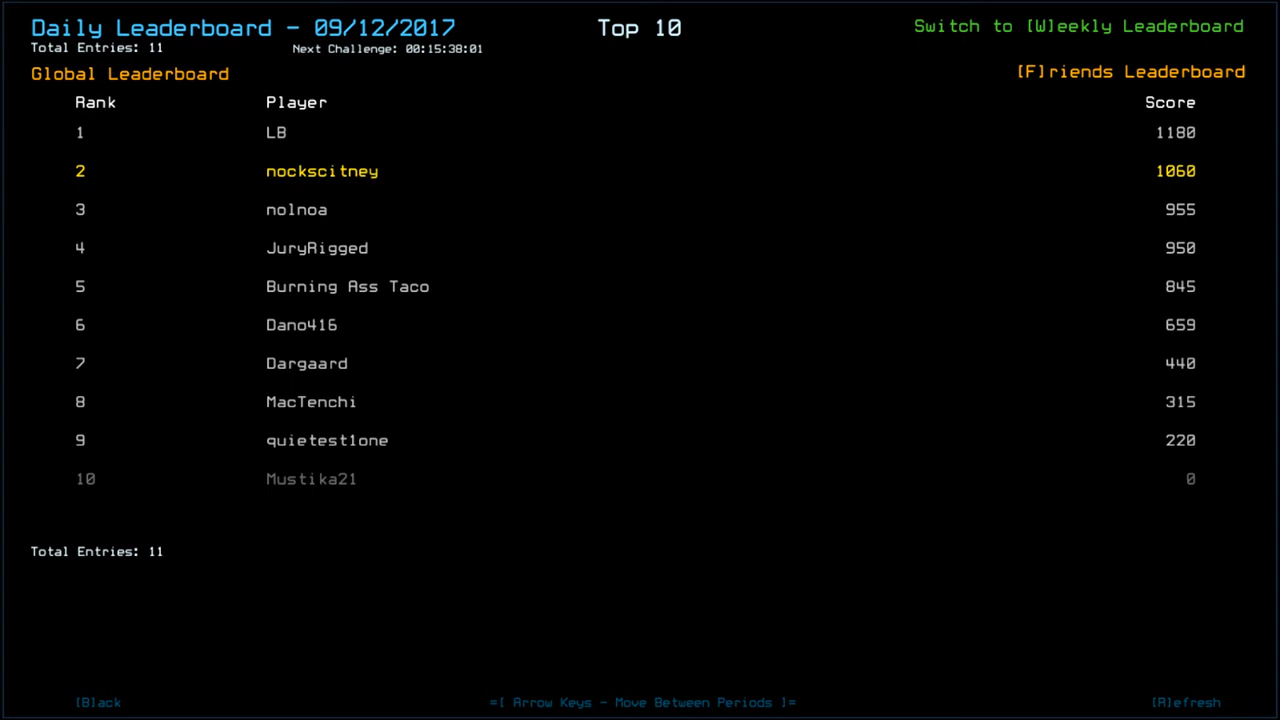 Daily Leaderboard - 09/12/2017 Top 10 Switch to [W]eekly Leaderboard
Total Entries: 11 Next Challenge: 00:15:38:01
Global Leaderboard [F]riends Leaderboard
Rank Player Score
1 LB 1180
2 nockscitney 1060
3 nolnoa 955
4 JuryRigged 950
5 Burning Ass Taco 845
6 Dano416 659
7 Dargaard 440
8 MacTenchi 315
9 quietest1one 220
10 Mustika21 0
Total Entries: 11
[B]ack =[ Arrow Keys - Move Between Periods ]= [R]efresh